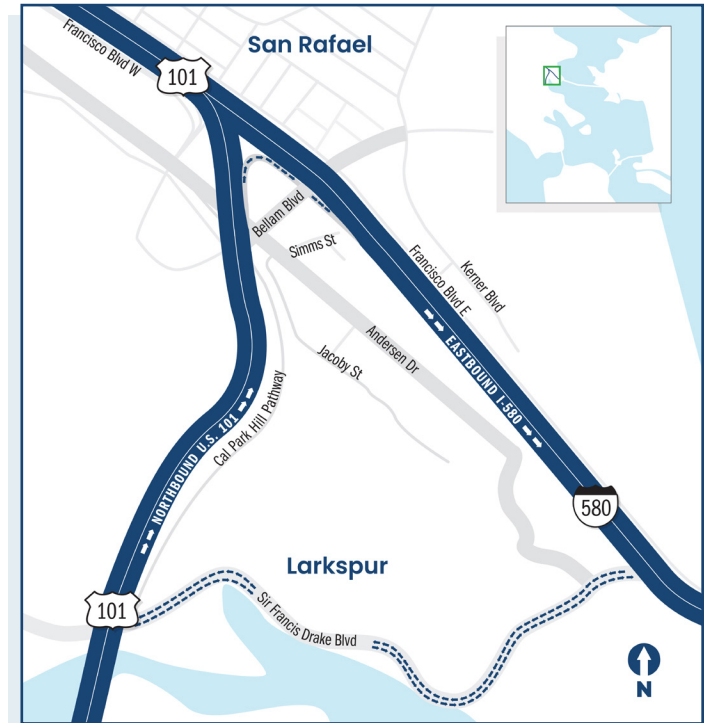 Francisco Blvd W
San Rafael
101
Bellam Blvd
Simms St
Kerner Blvd
Francisco Blvd E
EASTBOUND I-580
Andersen Dr
Jacoby St
Cal Park Hill Pathway
NORTHBOUND U.S. 101
580
Larkspur
101
Sir Francis Drake Blvd
N